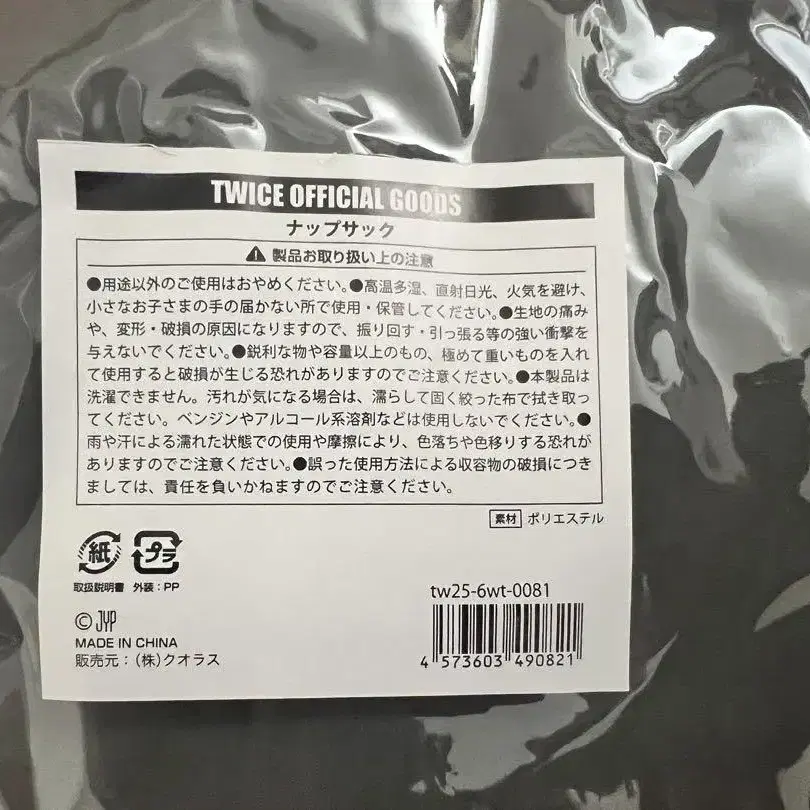 TWICE OFFICIAL GOODS
ナップサック
製品お取り扱い上の注意
●用途以外のご使用はおやめください。●高温多湿、直射日光、火気を避け、
小さなお子さまの手の届かない所で使用・保管してください。●生地の痛み
や、変形・破損の原因になりますので、振り回す・引っ張る等の強い衝撃を
与えないでください。●鋭利な物や容量以上のもの、極めて重いものを入れ
て使用すると破損が生じる恐れがありますのでご注意ください。●本製品は
洗濯できません。汚れが気になる場合は、濡らして固く絞った布で拭き取っ
てください。ベンジンやアルコール系溶剤などは使用しないでください。●
雨や汗による濡れた状態での使用や摩擦により、色落ちや色移りする恐れが
ありますのでご注意ください。●誤った使用方法による収容物の破損につき
ましては、責任を負いかねますのでご注意ください。
素材 ポリエステル
紙 プラ
取扱説明書 外装：PP
tw25-6wt-0081
© JYP
MADE IN CHINA
販売元：(株)クオラス
4 573603 490821